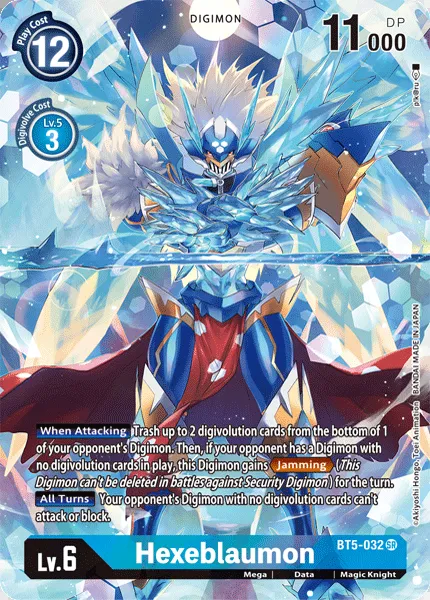 DIGIMON
Play Cost
12
11000
DP
Digivolve Cost
Lv.5
3
When Attacking Trash up to 2 digivolution cards from the bottom of 1
of your opponent's Digimon. Then, if your opponent has a Digimon with
no digivolution cards in play, this Digimon gains Jamming (This
Digimon can't be deleted in battles against Security Digimon) for the turn.
All Turns Your opponent's Digimon with no digivolution cards can't
attack or block.
©Akiyoshi Hongo, Toei Animation BANDAI MADE IN JAPAN
Lv.6
Hexeblaumon
BT5-032 SR
Mega | Data | Magic Knight